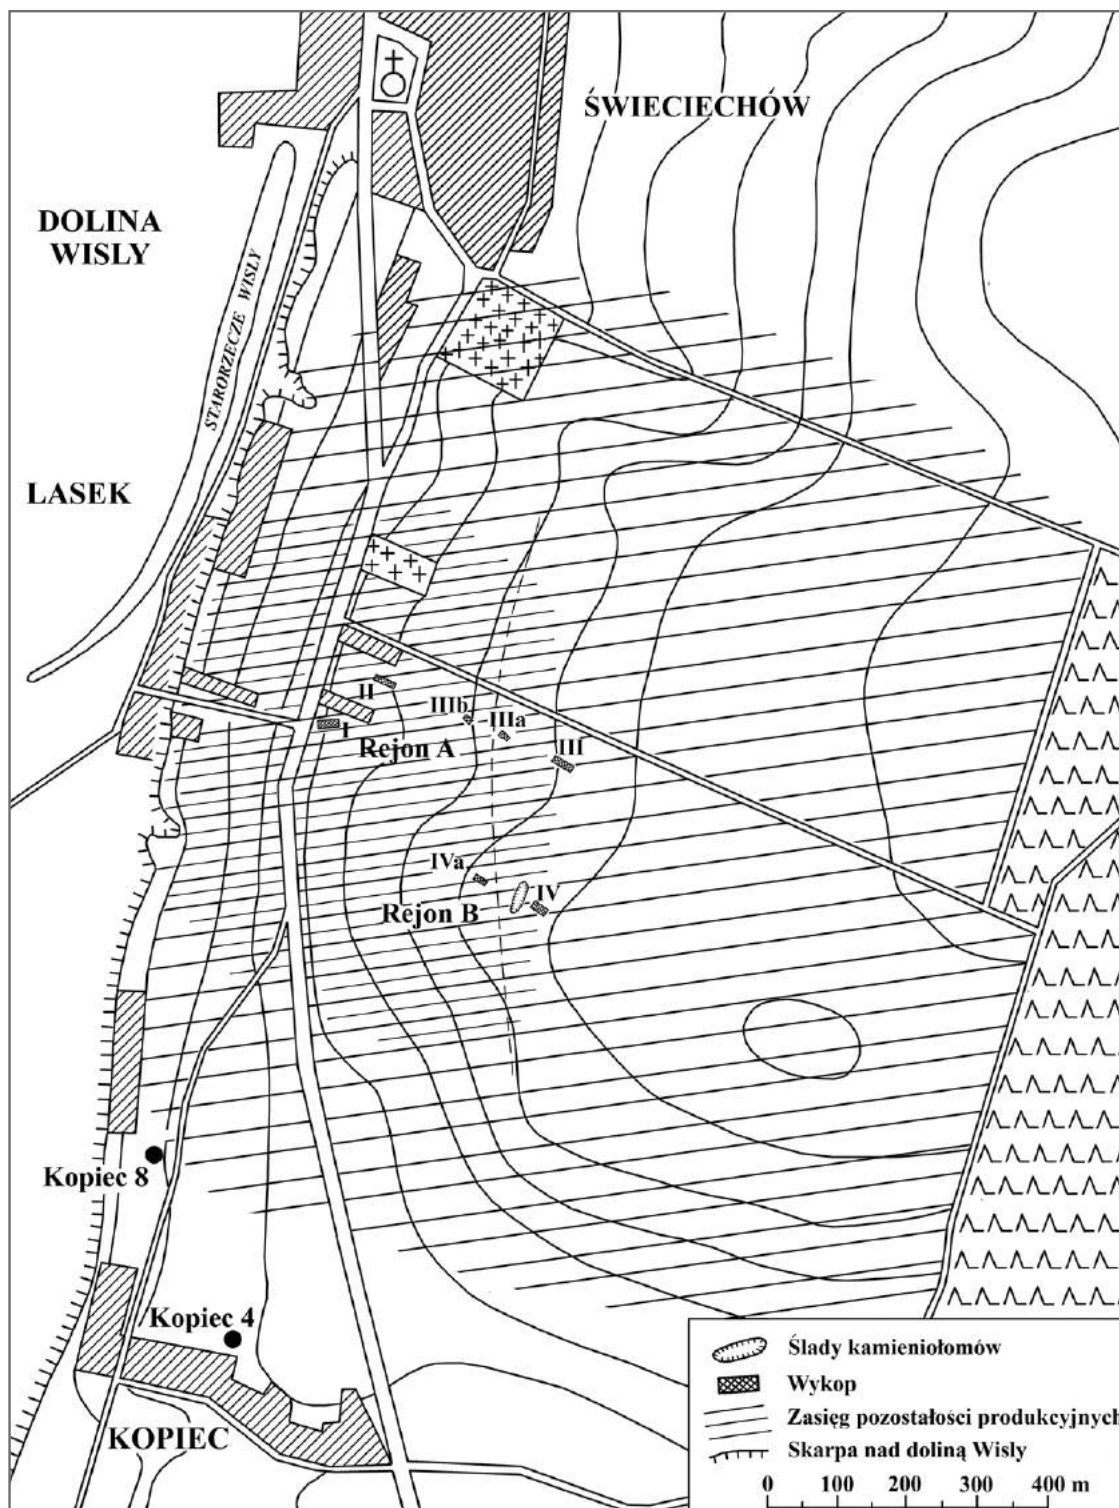 ŚWIECIECHÓW
DOLINA
WISLY
STARORZECZE WISŁY
LASEK
II
IIIb
IIIa
I
III
Rejon A
IVa
IV
Rejon B
Kopiec 8
Kopiec 4
KOPIEC
Ślady kamieniołomów
Wykop
Zasięg pozostałości produkcyjnych
Skarpa nad doliną Wisly
0 100 200 300 400 m